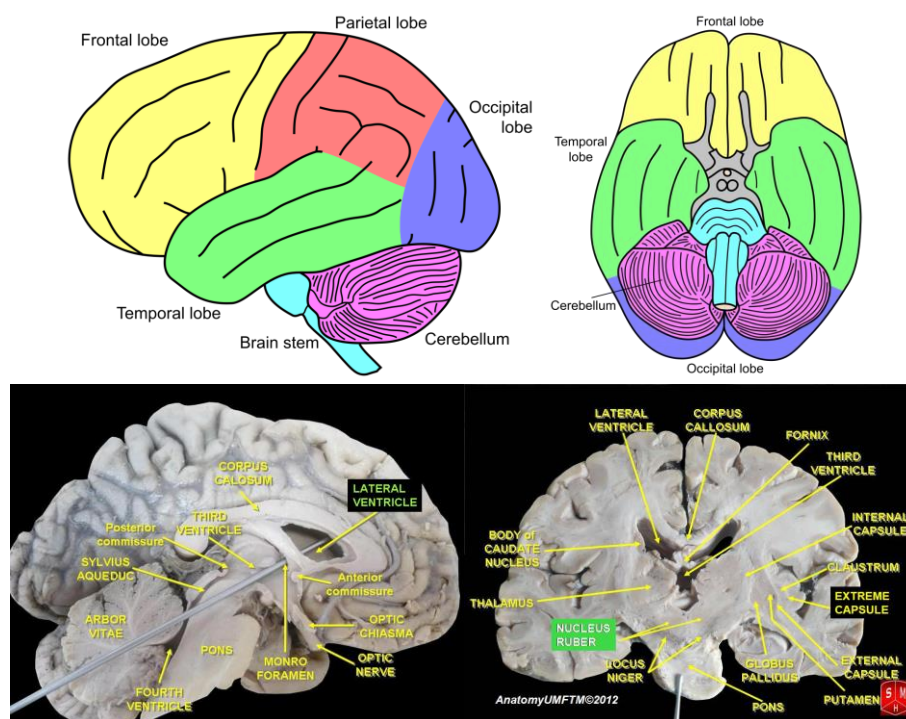 Frontal lobe
Parietal lobe
Occipital
lobe
Temporal lobe
Brain stem
Cerebellum
Frontal lobe
Temporal
lobe
Cerebellum
Occipital lobe
CORPUS
CALOSUM
LATERAL
VENTRICLE
THIRD
VENTRICLE
Posterior
commissure
SYLVIUS
AQUEDUC
Anterior
commissure
ARBOR
VITAE
OPTIC
CHIASMA
PONS
MONRO
FORAMEN
OPTIC
NERVE
FOURTH
VENTRICLE
LATERAL
VENTRICLE
CORPUS
CALLOSUM
FORNIX
THIRD
VENTRICLE
INTERNAL
CAPSULE
BODY of
CAUDATE
NUCLEUS
CLAUSTRUM
THALAMUS
EXTREME
CAPSULE
NUCLEUS
RUBER
LOCUS
NIGER
GLOBUS
PALLIDUS
EXTERNAL
CAPSULE
PUTAMEN
PONS
AnatomyUMFTM©2012
S M
H